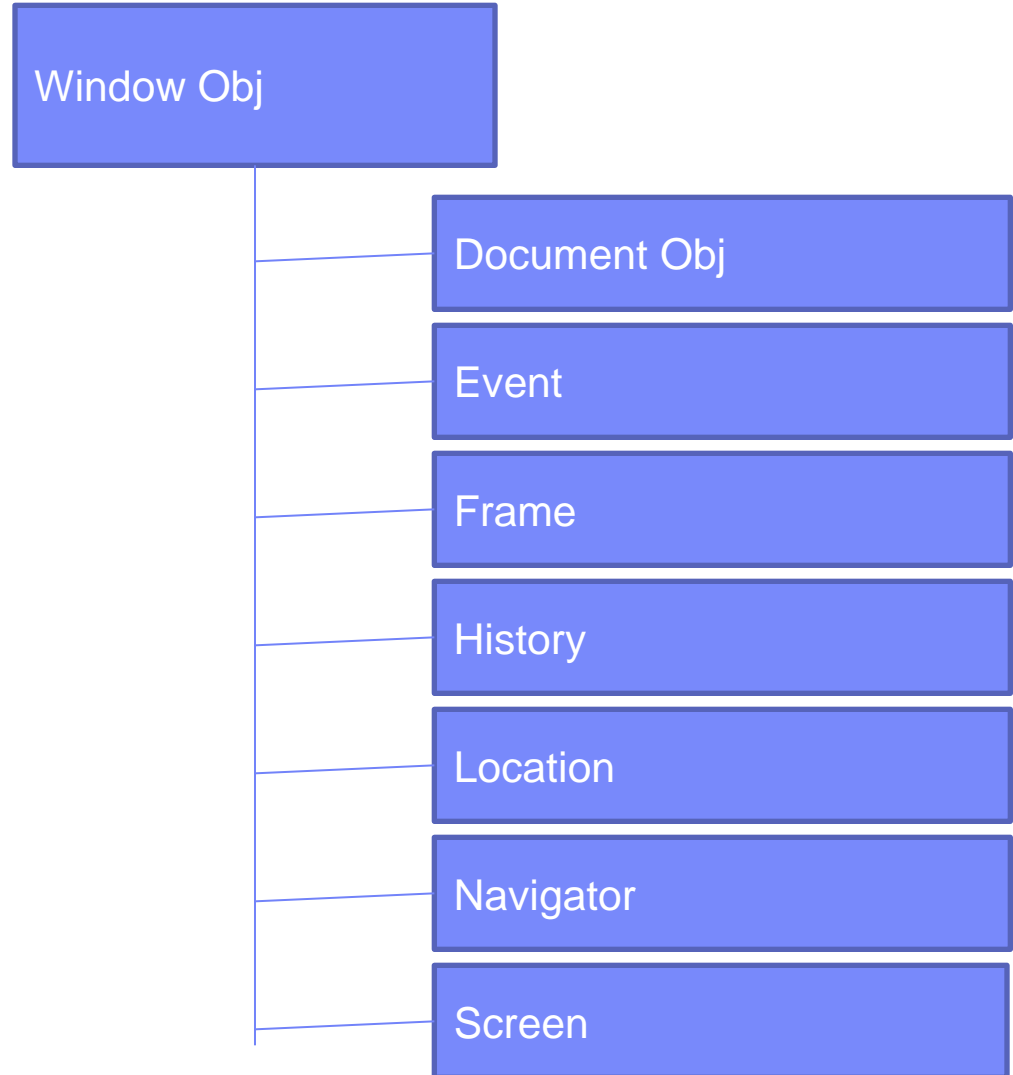 Window Obj
Document Obj
Event
Frame
History
Location
Navigator
Screen